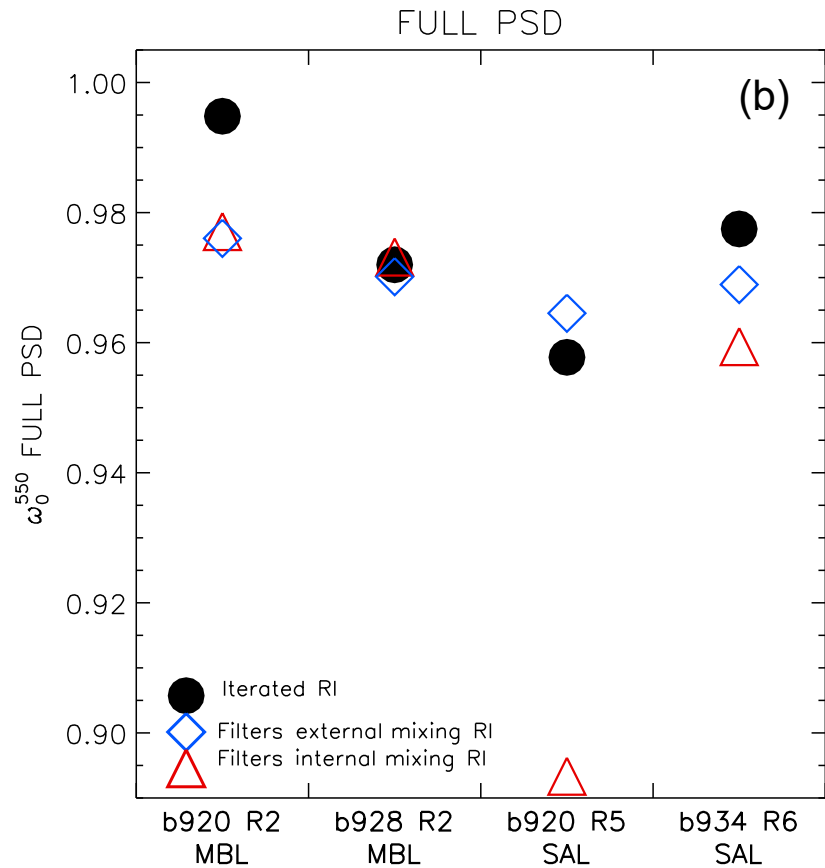 FULL PSD
(b)
1.00
0.98
0.96
0.94
0.92
0.90
ω₀⁵⁵⁰ FULL PSD
Iterated RI
Filters external mixing RI
Filters internal mixing RI
b920 R2 b928 R2 b920 R5 b934 R6
MBL MBL SAL SAL